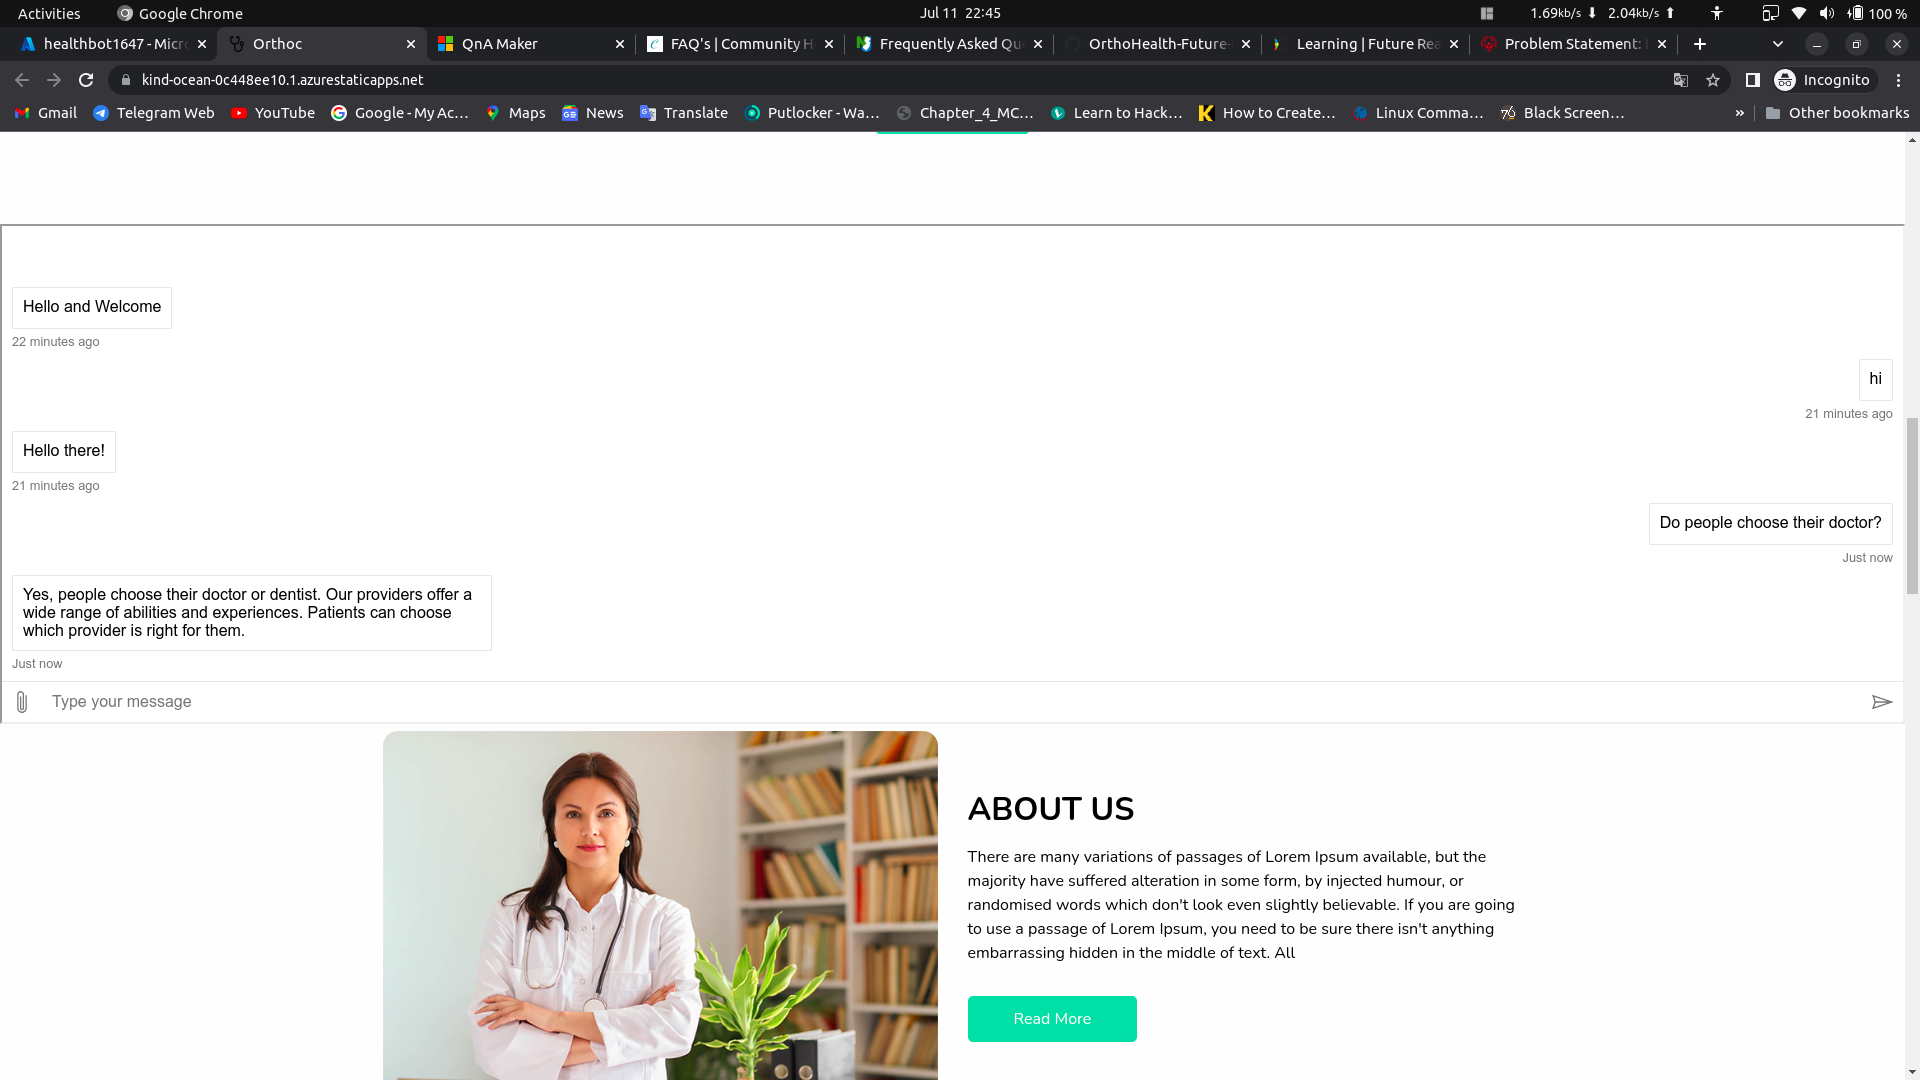 Activities
Google Chrome
Jul 11 22:45
1.69kb/s ⬇ 2.04kb/s ⬆
100 %
healthbot1647 - Micr
Orthoc
QnA Maker
FAQ's | Community H
Frequently Asked Qu
OrthoHealth-Future-
Learning | Future Rea
Problem Statement:
kind-ocean-0c448ee10.1.azurestaticapps.net
Incognito
Gmail
Telegram Web
YouTube
Google - My Ac...
Maps
News
Translate
Putlocker - Wa...
Chapter_4_MC...
Learn to Hack...
How to Create...
Linux Comma...
Black Screen...
»
Other bookmarks
Hello and Welcome
22 minutes ago
hi
21 minutes ago
Hello there!
21 minutes ago
Do people choose their doctor?
Just now
Yes, people choose their doctor or dentist. Our providers offer a
wide range of abilities and experiences. Patients can choose
which provider is right for them.
Just now
Type your message
ABOUT US
There are many variations of passages of Lorem Ipsum available, but the
majority have suffered alteration in some form, by injected humour, or
randomised words which don't look even slightly believable. If you are going
to use a passage of Lorem Ipsum, you need to be sure there isn't anything
embarrassing hidden in the middle of text. All
Read More